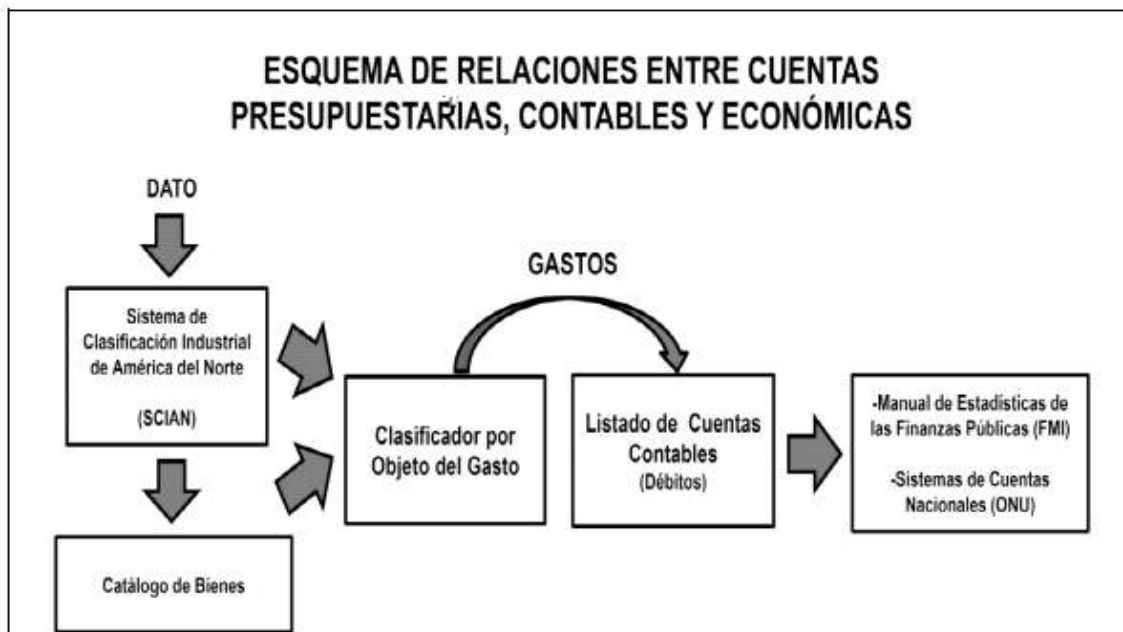 ESQUEMA DE RELACIONES ENTRE CUENTAS
PRESUPUESTARIAS, CONTABLES Y ECONÓMICAS
DATO
Sistema de
Clasificación Industrial
de América del Norte
(SCIAN)
Catálogo de Bienes
GASTOS
Clasificador por
Objeto del Gasto
Listado de Cuentas
Contables
(Débitos)
-Manual de Estadísticas de
las Finanzas Públicas (FMI)
-Sistemas de Cuentas
Nacionales (ONU)